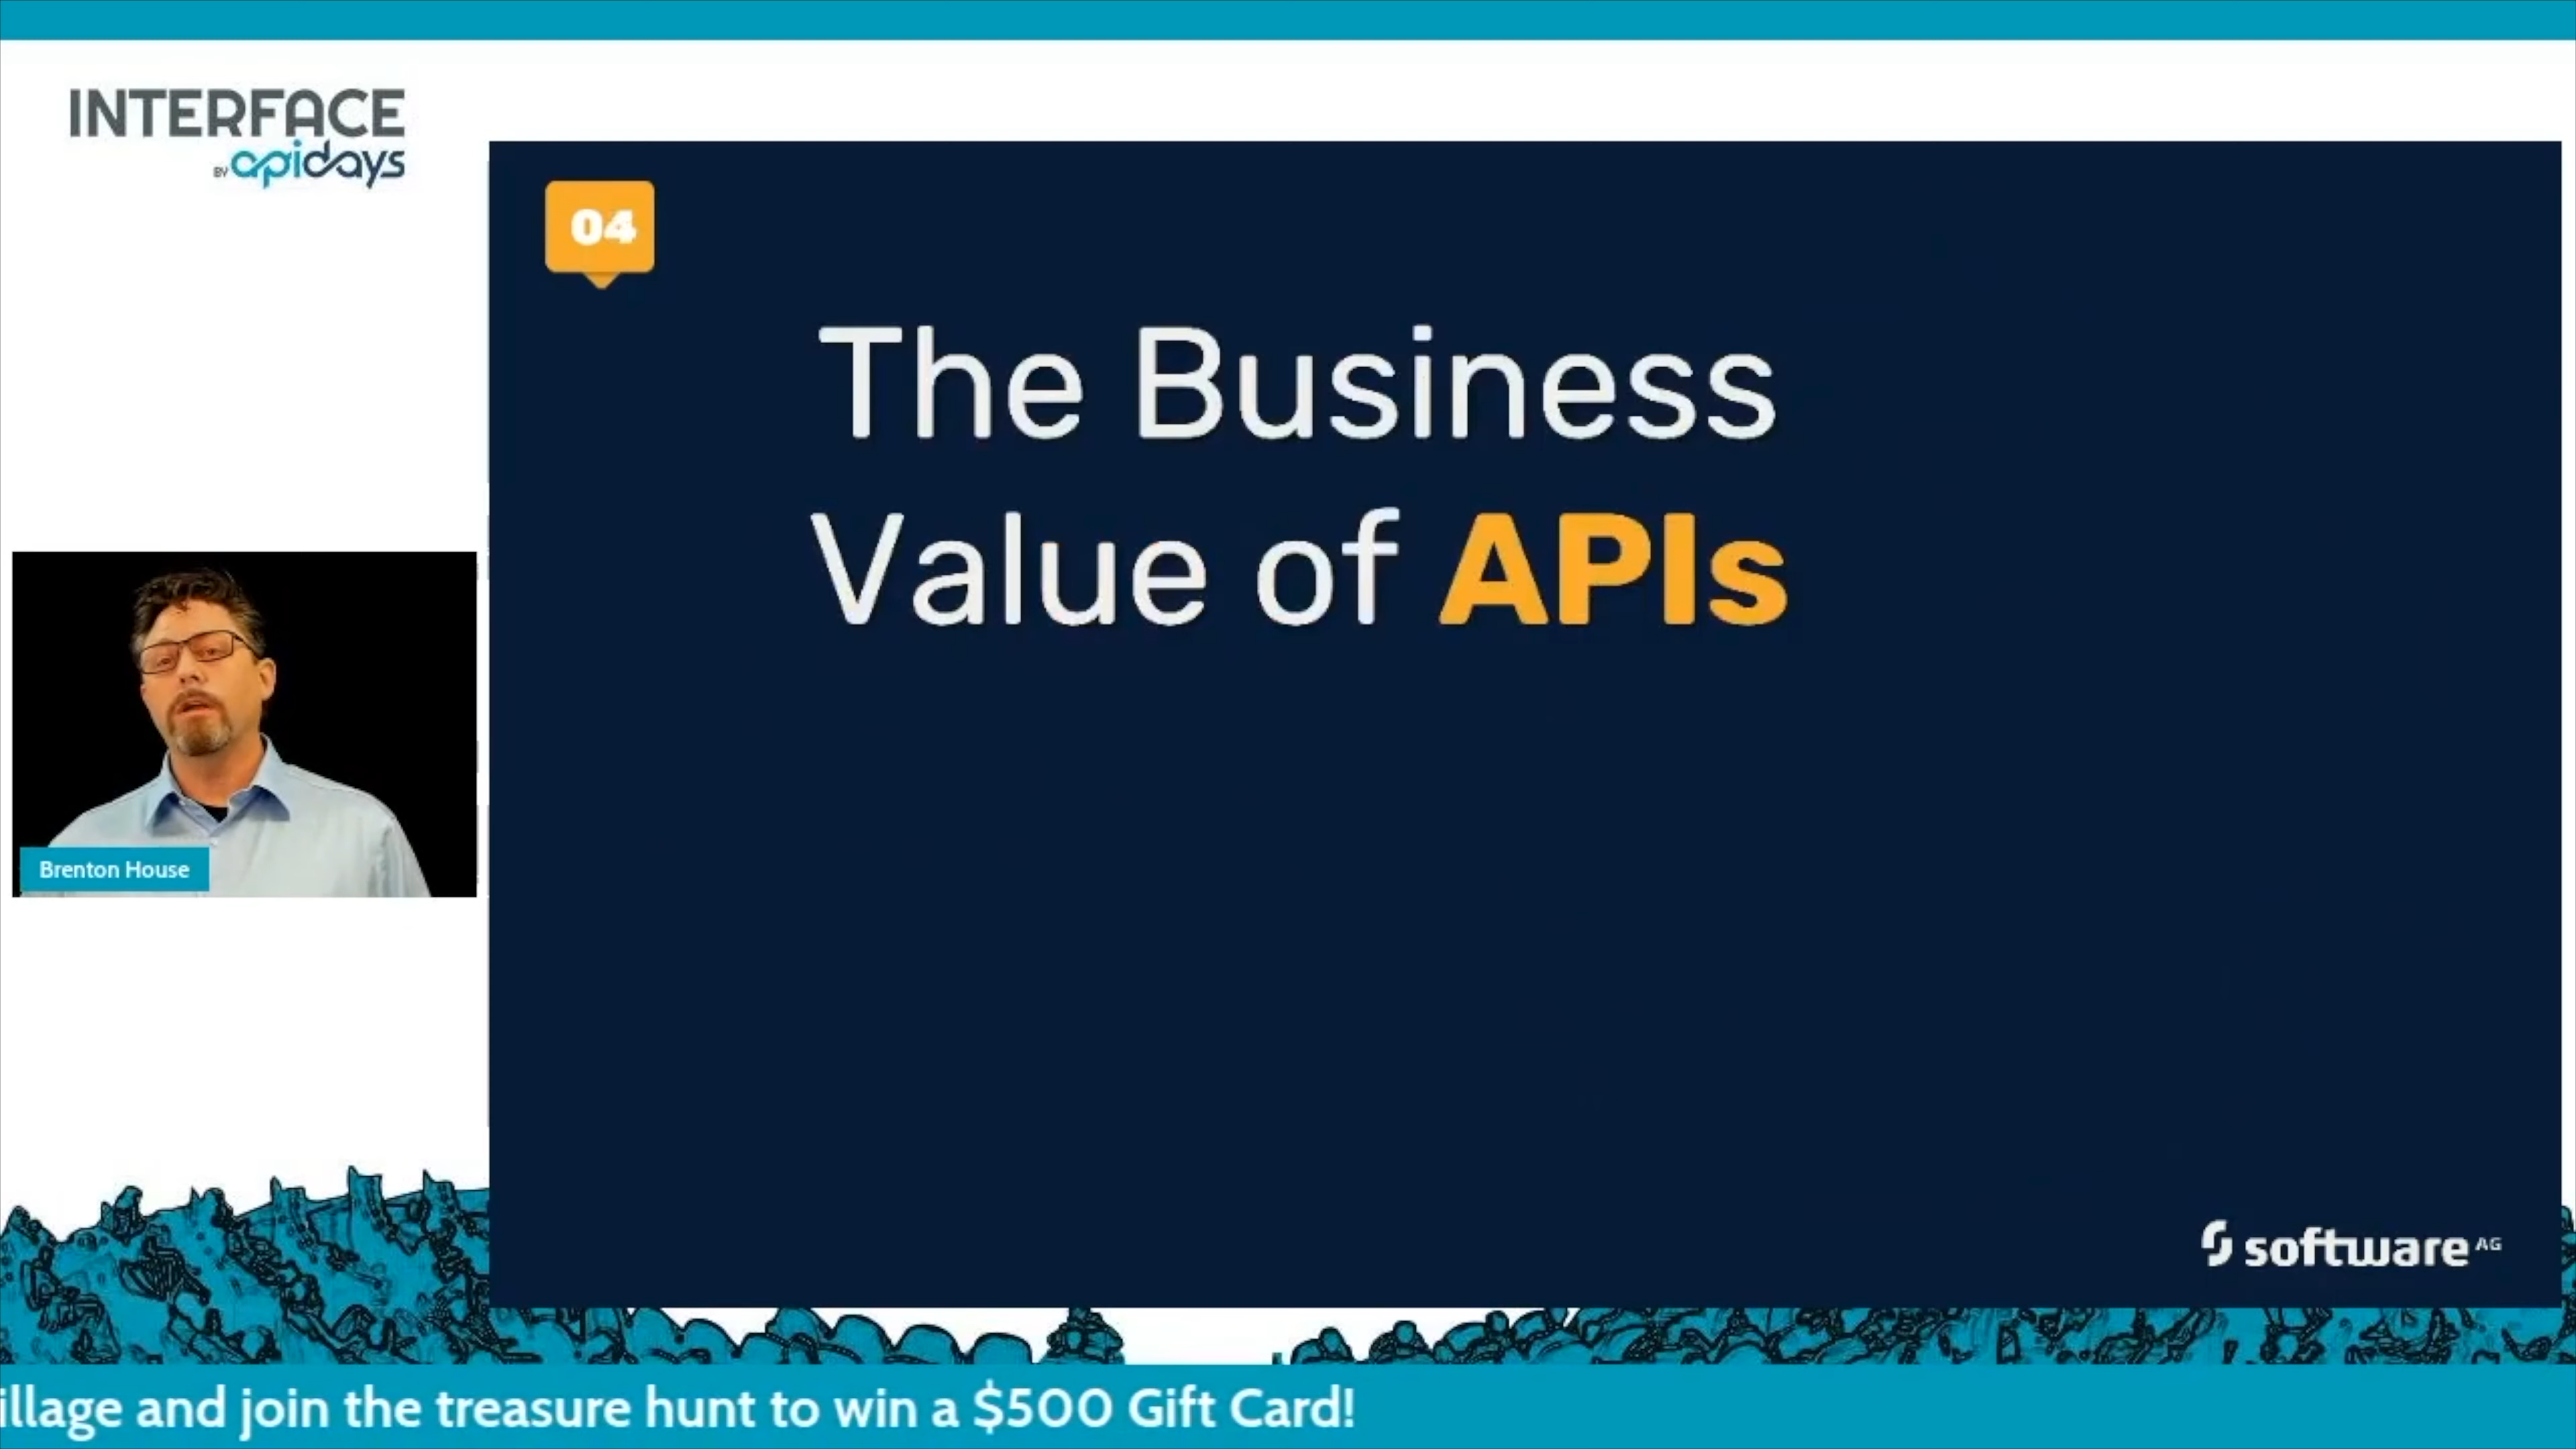 INTERFACE
BY apidays
04
The Business
Value of APIs
Brenton House
software AG
illage and join the treasure hunt to win a $500 Gift Card!